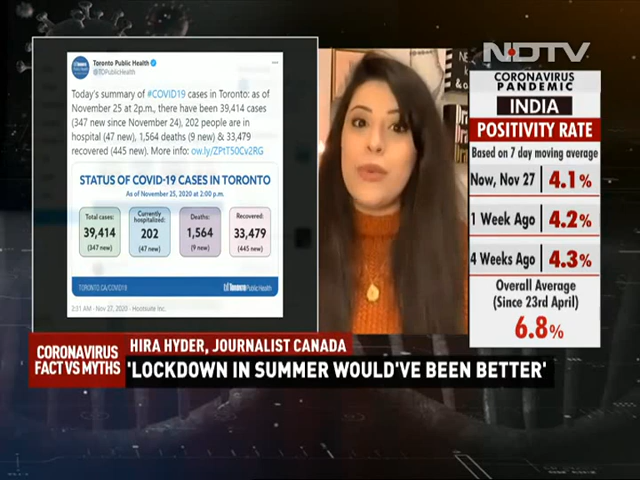 Toronto Public Health
@TOPublicHealth
Today's summary of #COVID19 cases in Toronto: as of
November 25 at 2p.m., there have been 39,414 cases
(347 new since November 24), 202 people are in
hospital (47 new), 1,564 deaths (9 new) & 33,479
recovered (445 new). More info: ow.ly/ZPtT50Cv2RG
STATUS OF COVID-19 CASES IN TORONTO
As of November 25, 2020 at 2:00 p.m.
Total cases:
39,414
(347 new)
Currently
hospitalized:
202
(47 new)
Deaths:
1,564
(9 new)
Recovered:
33,479
(445 new)
TORONTO.CA/COVID19
Toronto Public Health
2:31 AM · Nov 27, 2020 · Hootsuite Inc.
NDTV
CORONAVIRUS
PANDEMIC
INDIA
POSITIVITY RATE
Based on 7 day moving average
Now, Nov 27 4.1%
1 Week Ago 4.2%
4 Weeks Ago 4.3%
Overall Average
(Since 23rd April)
6.8%
CORONAVIRUS
FACT VS MYTHS
HIRA HYDER, JOURNALIST CANADA
'LOCKDOWN IN SUMMER WOULD'VE BEEN BETTER'